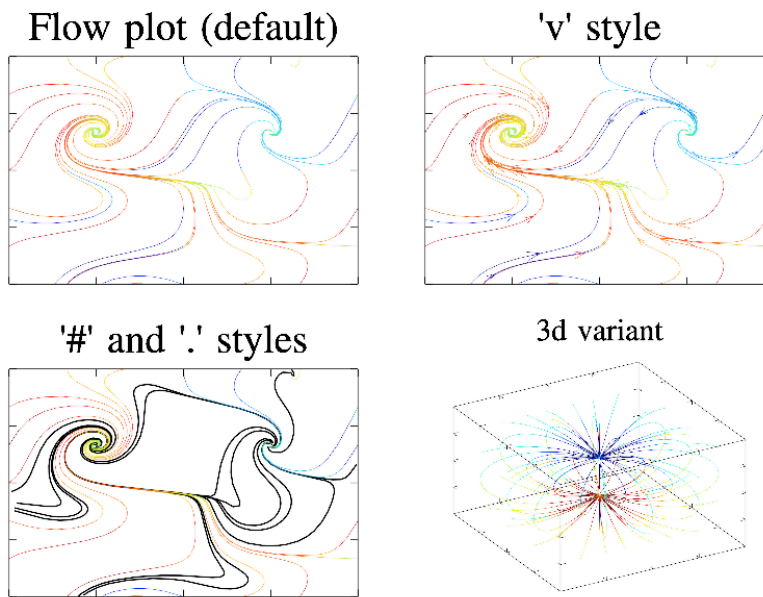 Flow plot (default)
'v' style
'#' and '.' styles
3d variant